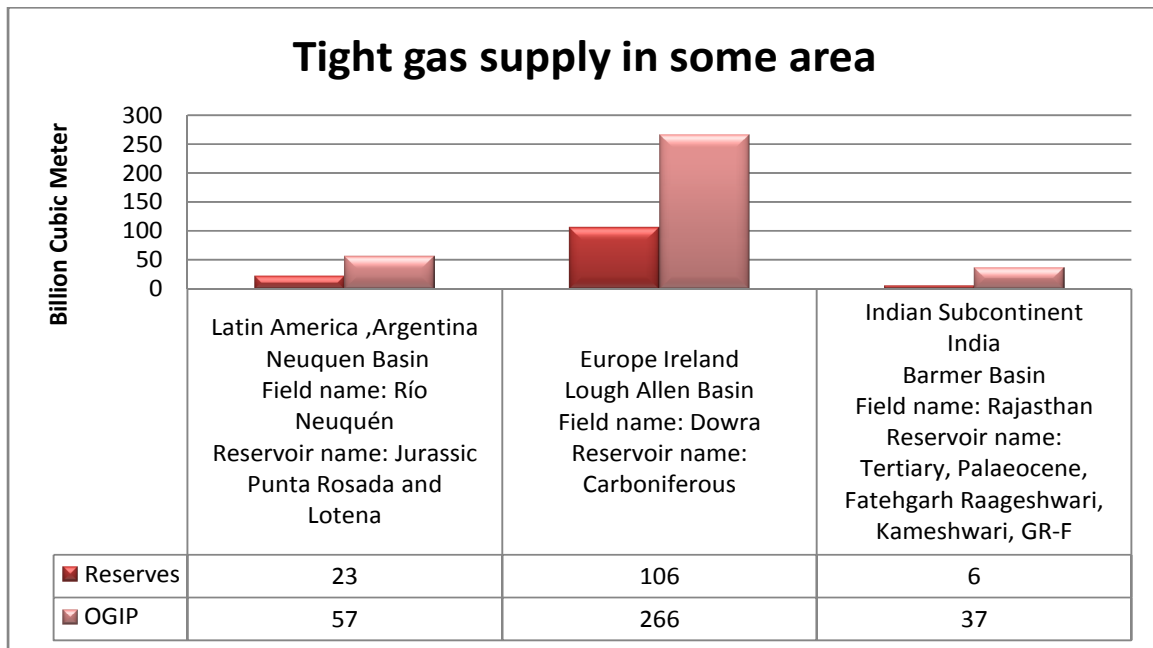 Tight gas supply in some area
Billion Cubic Meter
300
250
200
150
100
50
0
Latin America ,Argentina
Neuquen Basin
Field name: Río
Neuquén
Reservoir name: Jurassic
Punta Rosada and
Lotena
Europe Ireland
Lough Allen Basin
Field name: Dowra
Reservoir name:
Carboniferous
Indian Subcontinent
India
Barmer Basin
Field name: Rajasthan
Reservoir name:
Tertiary, Palaeocene,
Fatehgarh Raageshwari,
Kameshwari, GR-F
Reserves 23 106 6
OGIP 57 266 37